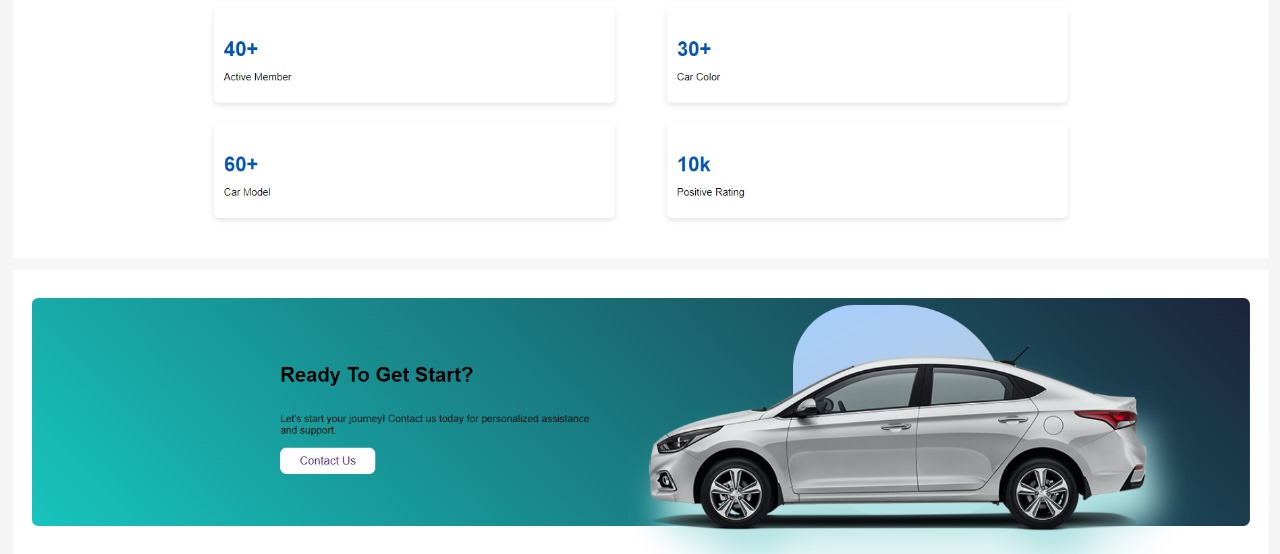 40+
Active Member
30+
Car Color
60+
Car Model
10k
Positive Rating
Ready To Get Start?
Let's start your journey! Contact us today for personalized assistance
and support.
Contact Us